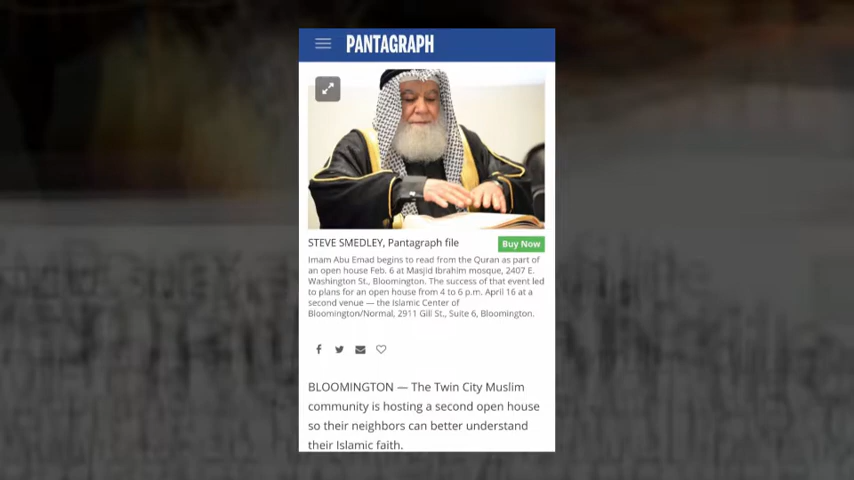 PANTAGRAPH
STEVE SMEDLEY, Pantagraph file
Buy Now
Imam Abu Emad begins to read from the Quran as part of
an open house Feb. 6 at Masjid Ibrahim mosque, 2407 E.
Washington St., Bloomington. The success of that event led
to plans for an open house from 4 to 6 p.m. April 16 at a
second venue — the Islamic Center of
Bloomington/Normal, 2911 Gill St., Suite 6, Bloomington.
BLOOMINGTON — The Twin City Muslim
community is hosting a second open house
so their neighbors can better understand
their Islamic faith.